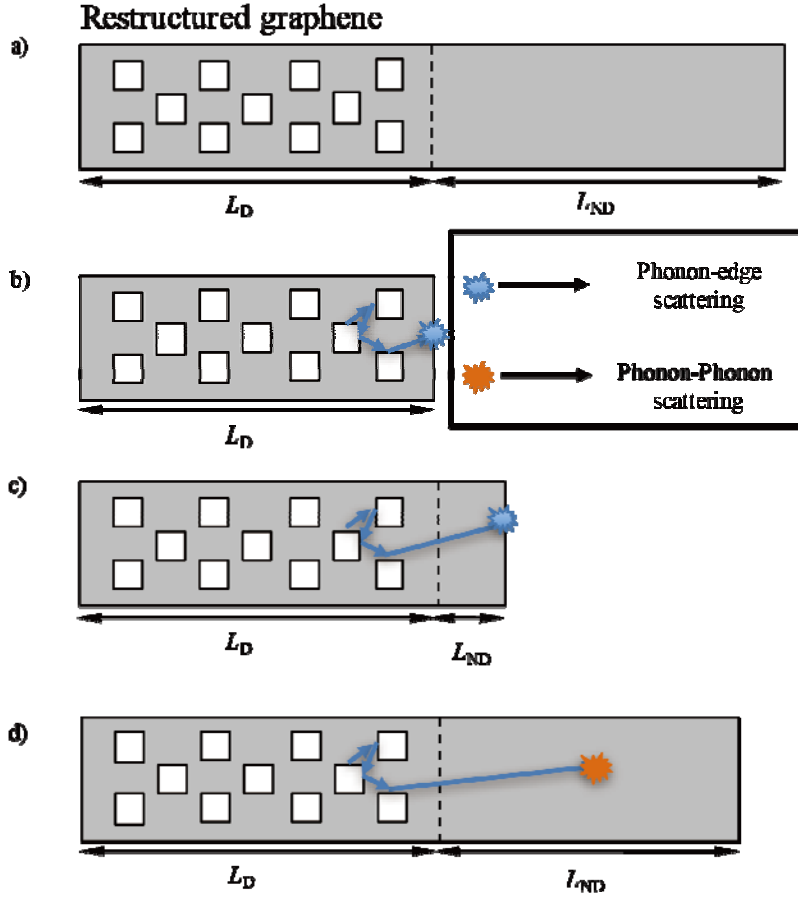 Restructured graphene
a)
L_D L_ND
b)
Phonon-edge
scattering
Phonon-Phonon
scattering
L_D
c)
L_D L_ND
d)
L_D L_ND